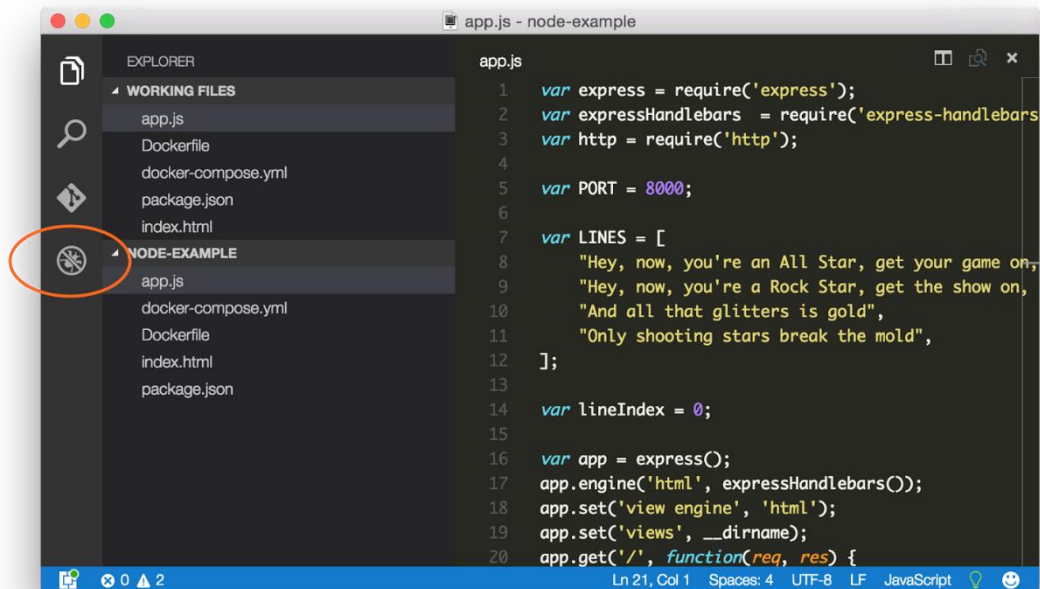 app.js - node-example
EXPLORER
WORKING FILES
app.js
Dockerfile
docker-compose.yml
package.json
index.html
NODE-EXAMPLE
app.js
docker-compose.yml
Dockerfile
index.html
package.json
app.js
1 var express = require('express');
2 var expressHandlebars  = require('express-handlebars
3 var http = require('http');
4
5 var PORT = 8000;
6
7 var LINES = [
8     "Hey, now, you're an All Star, get your game on,
9     "Hey, now, you're a Rock Star, get the show on,
10     "And all that glitters is gold",
11     "Only shooting stars break the mold",
12 ];
13
14 var lineIndex = 0;
15
16 var app = express();
17 app.engine('html', expressHandlebars());
18 app.set('view engine', 'html');
19 app.set('views', __dirname);
20 app.get('/', function(req, res) {
0 2
Ln 21, Col 1 Spaces: 4 UTF-8 LF JavaScript